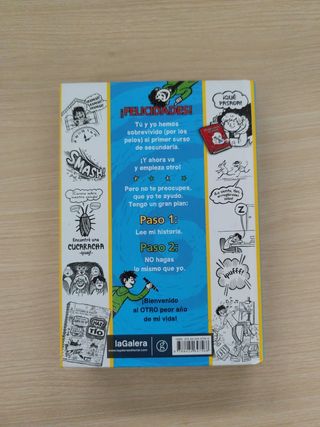 ¡FELICIDADES!
Tú y yo hemos
sobrevivido (por los
pelos) al primer curso
de secundaria.
¡Y ahora va
y empieza otro!
Pero no te preocupes,
que yo te ayudo.
Tengo un gran plan:
Paso 1:
Lee mi historia.
Paso 2:
NO hagas
lo mismo que yo.
¡Bienvenido
al OTRO peor año
de mi vida!
laGalera
¡QUÉ
PASADA!
SMASH!
Encontré una
CUCARACHA
Z
Uufff!